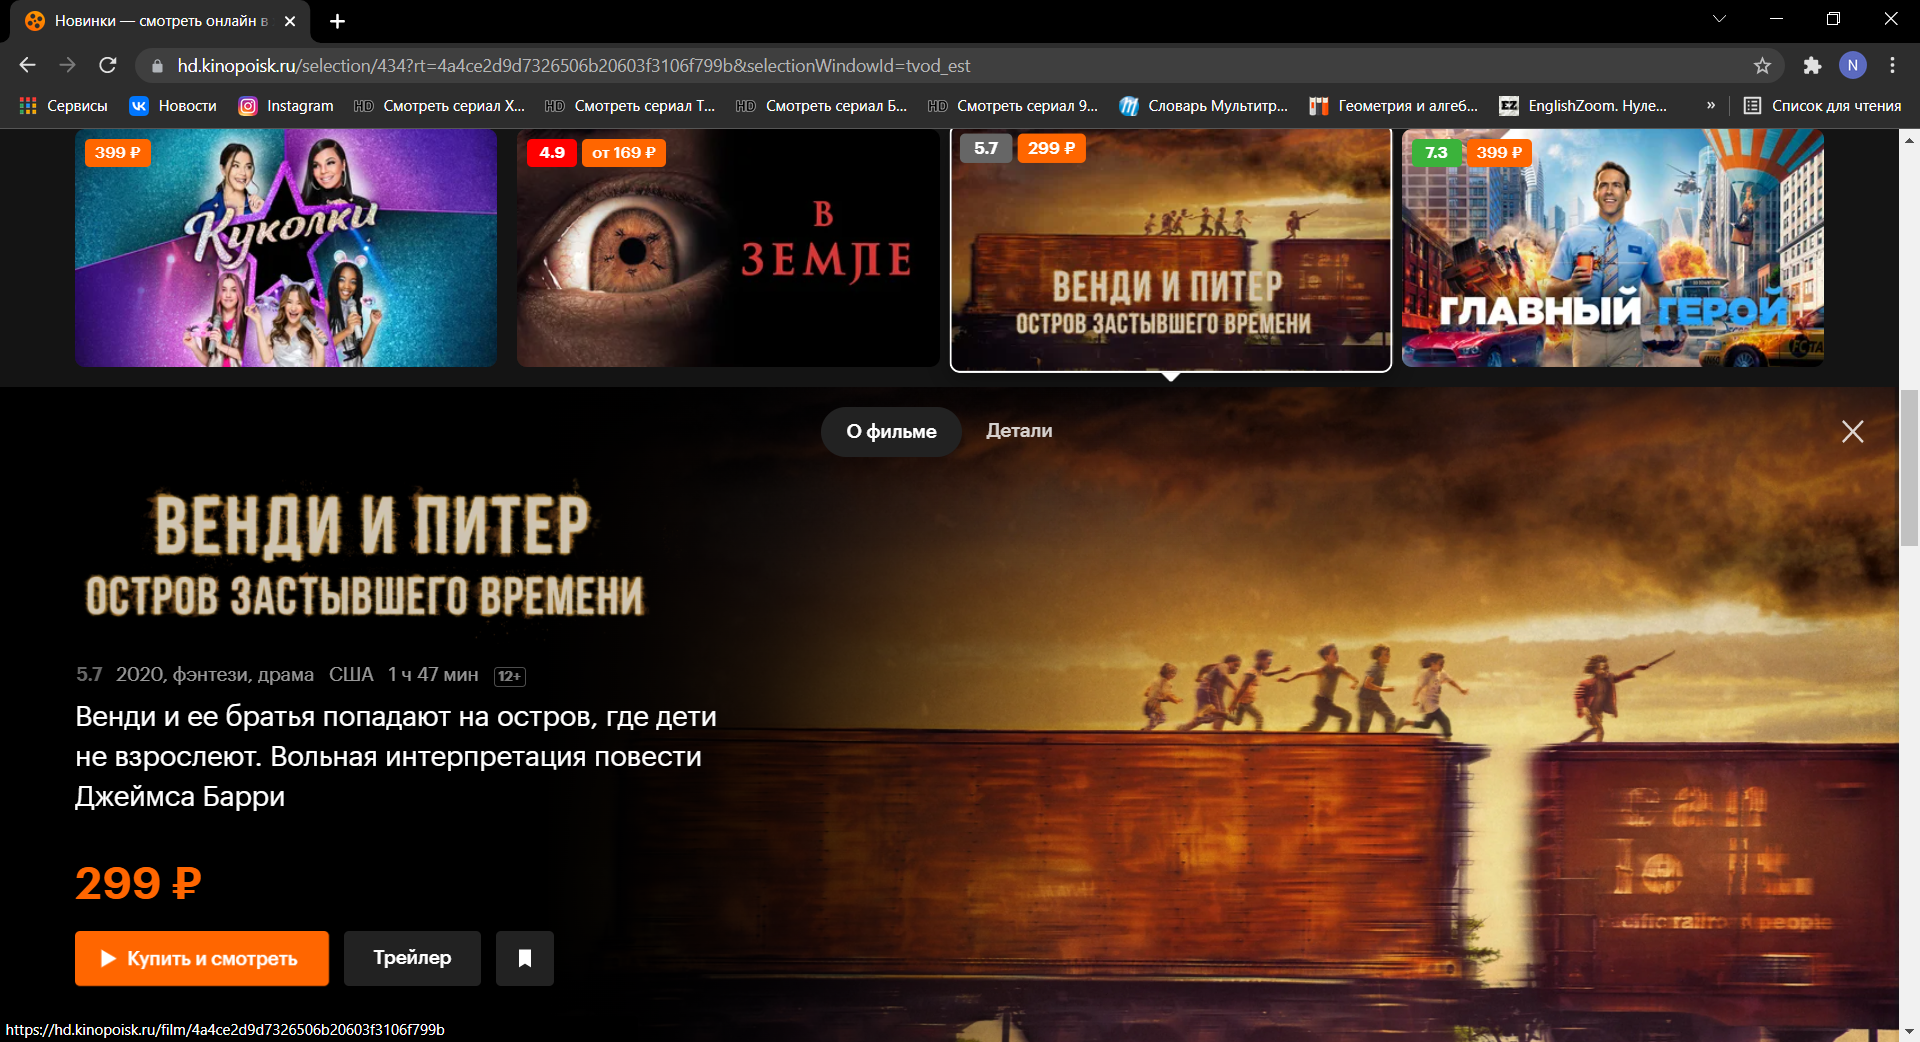 Новинки — смотреть онлайн в
hd.kinopoisk.ru/selection/434?rt=4a4ce2d9d7326506b20603f3106f799b&selectionWindowId=tvod_est
N
Сервисы Новости Instagram HD Смотреть сериал Х... HD Смотреть сериал Т... HD Смотреть сериал Б... HD Смотреть сериал 9... Словарь Мультитр... Геометрия и алгеб... EZ EnglishZoom. Нуле... » Список для чтения
399 ₽
Куколки
4.9 от 169 ₽
В
ЗЕМЛЕ
5.7 299 ₽
ВЕНДИ И ПИТЕР
ОСТРОВ ЗАСТЫВШЕГО ВРЕМЕНИ
7.3 399 ₽
ГЛАВНЫЙ ГЕРОЙ
О фильме Детали
ВЕНДИ И ПИТЕР
ОСТРОВ ЗАСТЫВШЕГО ВРЕМЕНИ
5.7 2020, фэнтези, драма США 1 ч 47 мин 12+
Венди и ее братья попадают на остров, где дети
не взрослеют. Вольная интерпретация повести
Джеймса Барри
299 ₽
Купить и смотреть Трейлер
https://hd.kinopoisk.ru/film/4a4ce2d9d7326506b20603f3106f799b